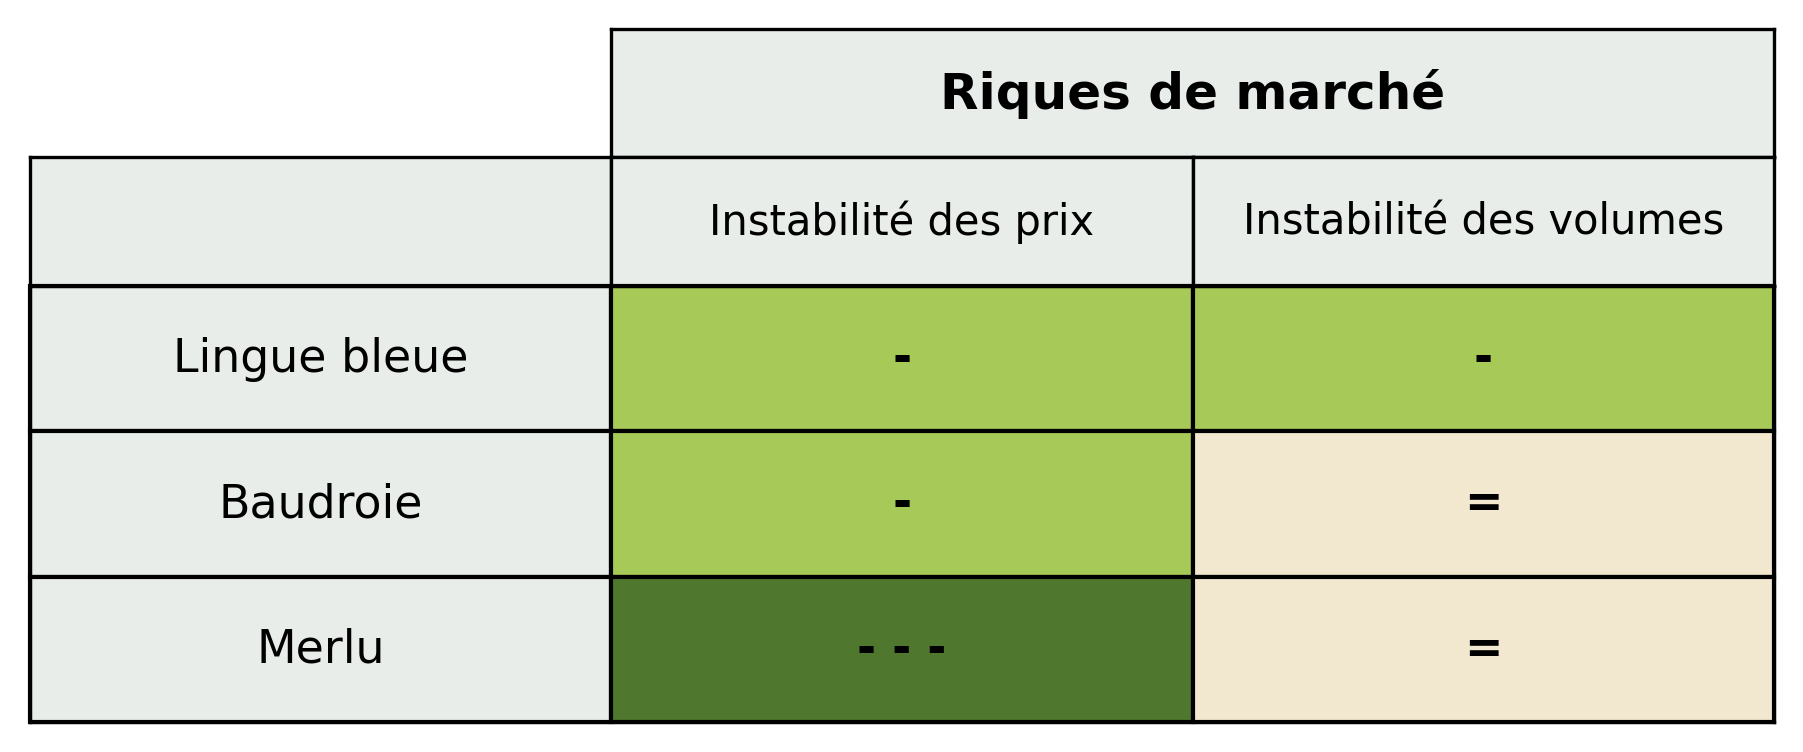 Riques de marché
Instabilité des prix Instabilité des volumes
Lingue bleue - -
Baudroie - =
Merlu - - - =